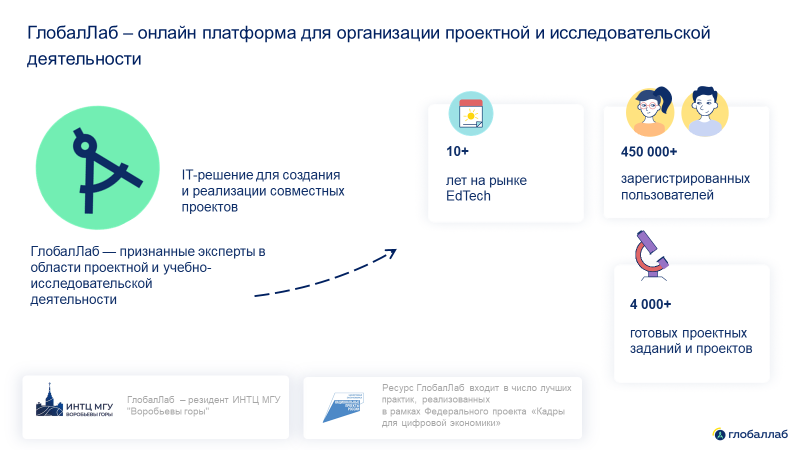 ГлобалЛаб – онлайн платформа для организации проектной и исследовательской
деятельности
IT-решение для создания
и реализации совместных
проектов
ГлобалЛаб — признанные эксперты в
области проектной и учебно-
исследовательской
деятельности
10+
лет на рынке
EdTech
450 000+
зарегистрированных
пользователей
4 000+
готовых проектных
заданий и проектов
ИНТЦ МГУ
ВОРОБЬЕВЫ ГОРЫ
ГлобалЛаб – резидент ИНТЦ МГУ
"Воробьевы горы"
Ресурс ГлобалЛаб входит в число лучших
практик, реализованных
в рамках Федерального проекта «Кадры
для цифровой экономики»
глобаллаб